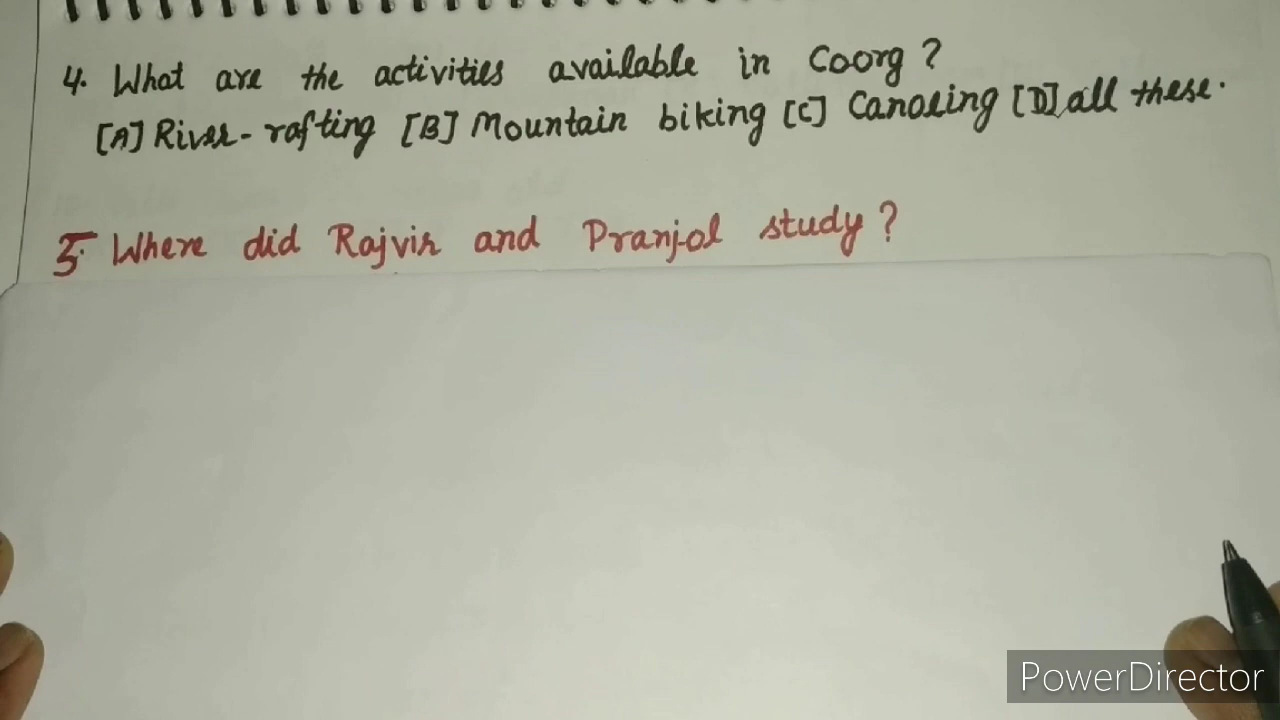 4. What are the activities available in Coorg?
[A] River-rafting [B] Mountain biking [C] Canoeing [D] all these.
5. Where did Rajvir and Pranjol study?
PowerDirector